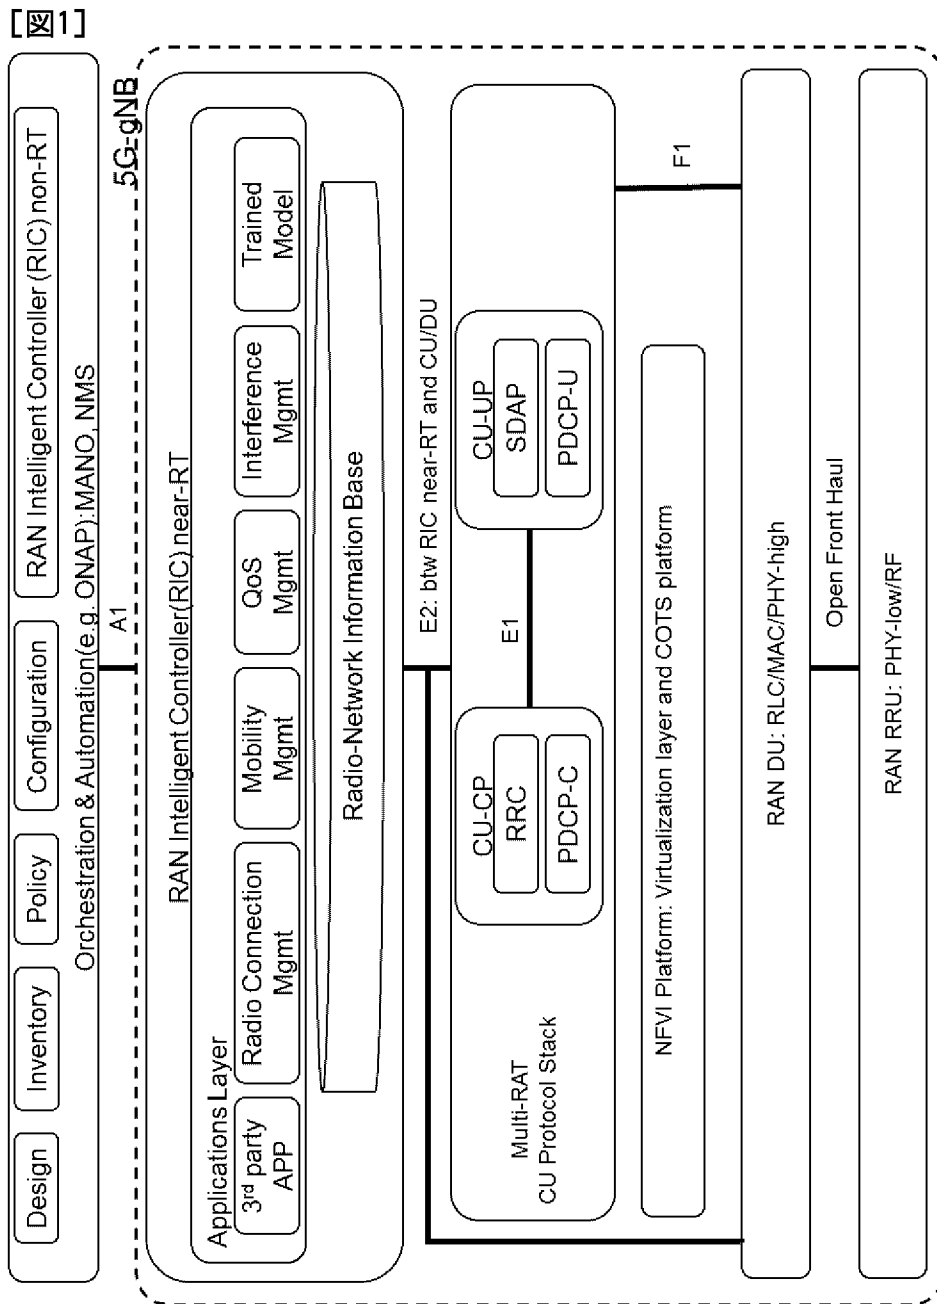 [図1]
Design
Inventory
Policy
Configuration
RAN Intelligent Controller (RIC) non-RT
Orchestration & Automation(e.g. ONAP):MANO, NMS
A1
5G-gNB
RAN Intelligent Controller(RIC) near-RT
Applications Layer
3rd party
APP
Radio Connection
Mgmt
Mobility
Mgmt
QoS
Mgmt
Interference
Mgmt
Trained
Model
Radio-Network Information Base
E2: btw RIC near-RT and CU/DU
Multi-RAT
CU Protocol Stack
CU-CP
RRC
PDCP-C
E1
CU-UP
SDAP
PDCP-U
F1
NFVI Platform: Virtualization layer and COTS platform
RAN DU: RLC/MAC/PHY-high
Open Front Haul
RAN RRU: PHY-low/RF